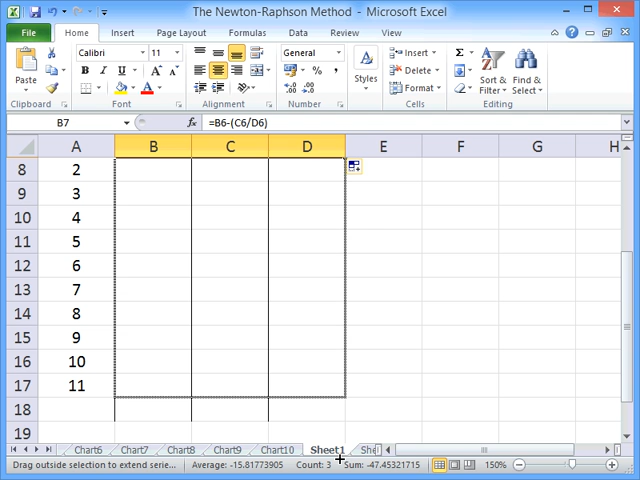 The Newton-Raphson Method - Microsoft Excel
File Home Insert Page Layout Formulas Data Review View
Calibri 11 General Insert Σ
Paste B I U A A % , Styles Delete Sort & Find &
Format Filter Select
Clipboard Font Alignment Number Cells Editing
B7 fx =B6-(C6/D6)
A B C D E F G H
8 2
9 3
10 4
11 5
12 6
13 7
14 8
15 9
16 10
17 11
18
19
Chart6 Chart7 Chart8 Chart9 Chart10 Sheet1 She
Drag outside selection to extend serie... Average: -15.81773905 Count: 3 Sum: -47.45321715 150%